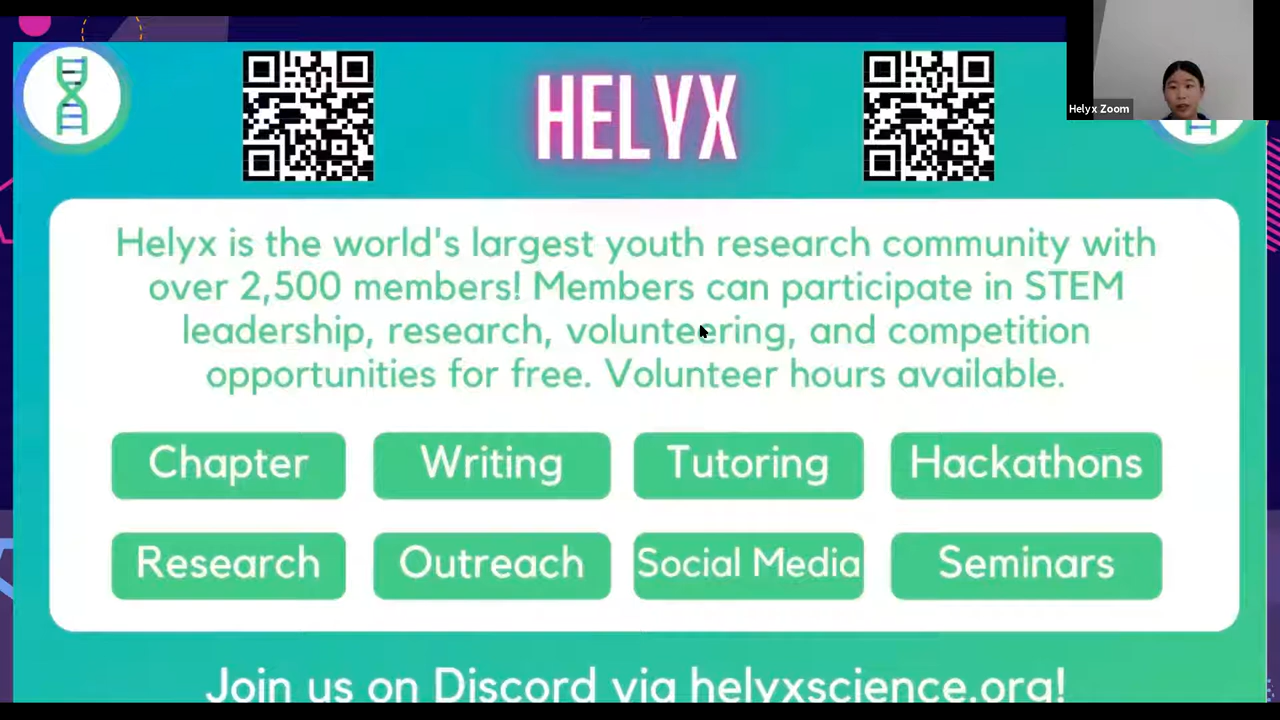 HELYX
Helyx Zoom
Helyx is the world's largest youth research community with
over 2,500 members! Members can participate in STEM
leadership, research, volunteering, and competition
opportunities for free. Volunteer hours available.
Chapter Writing Tutoring Hackathons
Research Outreach Social Media Seminars
Join us on Discord via helyxscience.org!